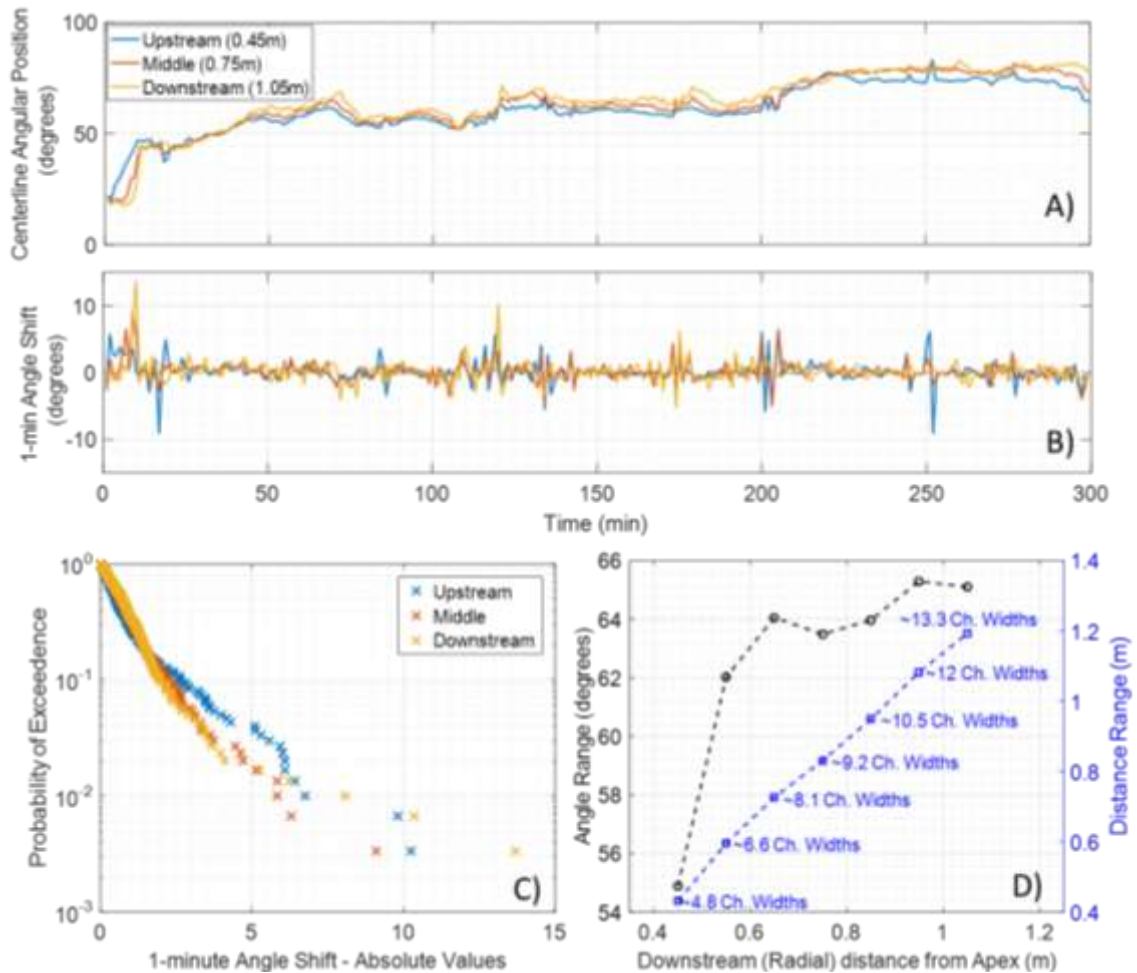 100
50
0
Centerline Angular Position
(degrees)
Upstream (0.45m)
Middle (0.75m)
Downstream (1.05m)
A)
10
0
-10
1-min Angle Shift
(degrees)
B)
0
50
100
150
200
250
300
Time (min)
10⁰
10⁻¹
10⁻²
10⁻³
Probability of Exceedence
Upstream
Middle
Downstream
C)
0
5
10
15
1-minute Angle Shift - Absolute Values
66
64
62
60
58
56
54
Angle Range (degrees)
~13.3 Ch. Widths
~12 Ch. Widths
~10.5 Ch. Widths
~9.2 Ch. Widths
~8.1 Ch. Widths
~6.6 Ch. Widths
~4.8 Ch. Widths
D)
1.4
1.2
1
0.8
0.6
0.4
Distance Range (m)
0.4
0.6
0.8
1
1.2
Downstream (Radial) distance from Apex (m)